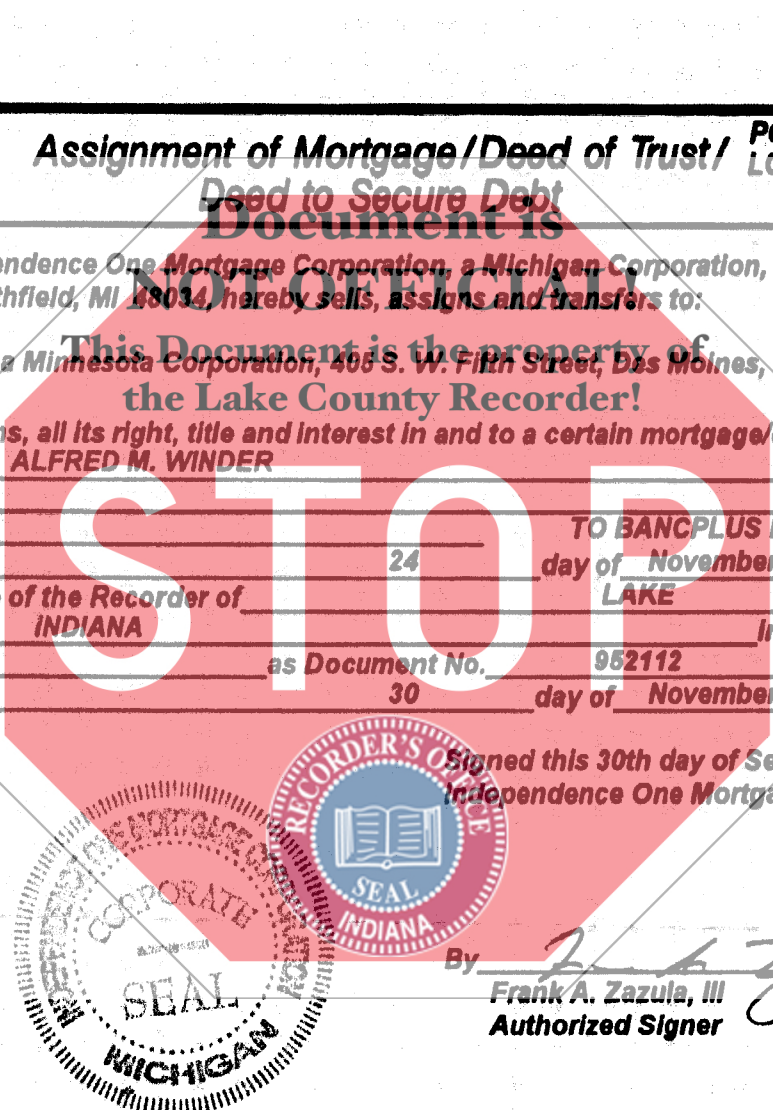 Assignment of Mortgage/Deed of Trust/
Deed to Secure Debt
Document is
endence One Mortgage Corporation, a Michigan Corporation,
NOT OFFICIAL!
thfield, MI 48034, hereby sells, assigns and transfers to:
This Document is the property of
a Minnesota Corporation, 405 S. W. Fifth Street, Des Moines,
the Lake County Recorder!
ns, all its right, title and interest in and to a certain mortgage/
ALFRED M. WINDER
STOP
TO BANCPLUS
24 day of November
of the Recorder of LAKE
INDIANA
as Document No. 952112
30 day of November
Signed this 30th day of Se
Independence One Mortga
RECORDER'S OFFICE
SEAL
INDIANA
CORPORATE
SEAL
MICHIGAN
By
Frank A. Zazula, III
Authorized Signer